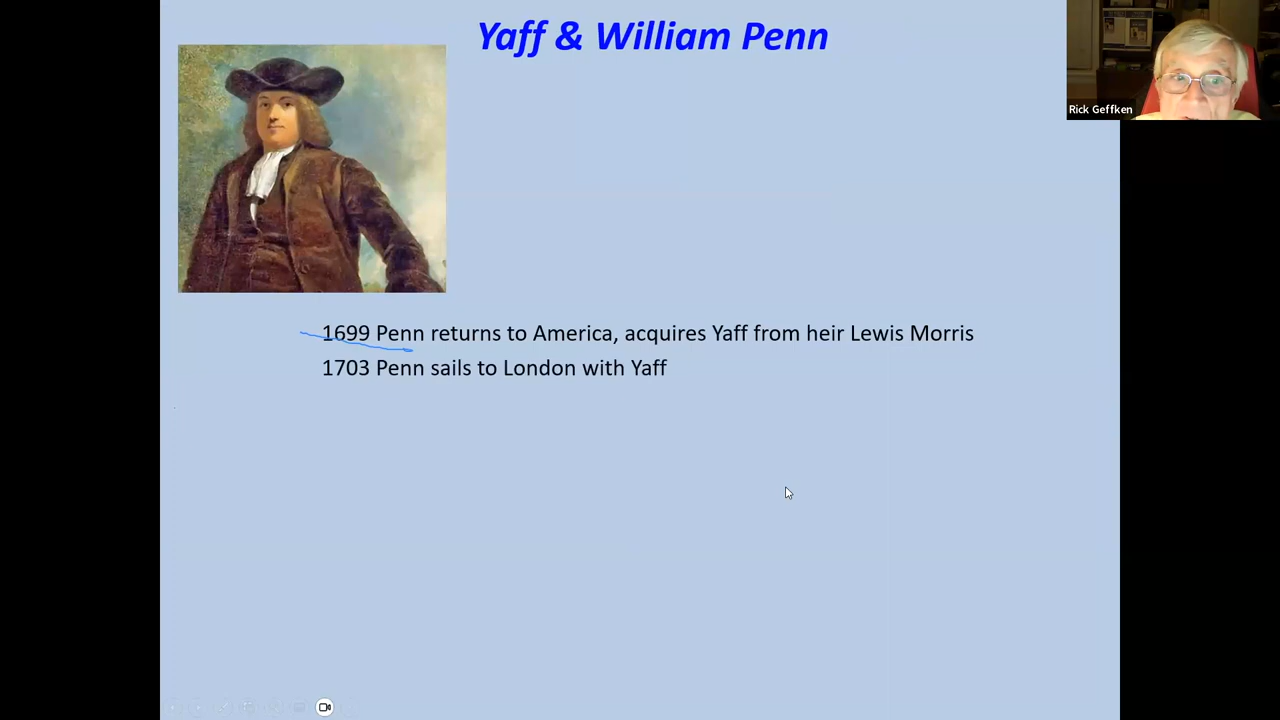 Yaff & William Penn
Rick Geffken
1699 Penn returns to America, acquires Yaff from heir Lewis Morris
1703 Penn sails to London with Yaff